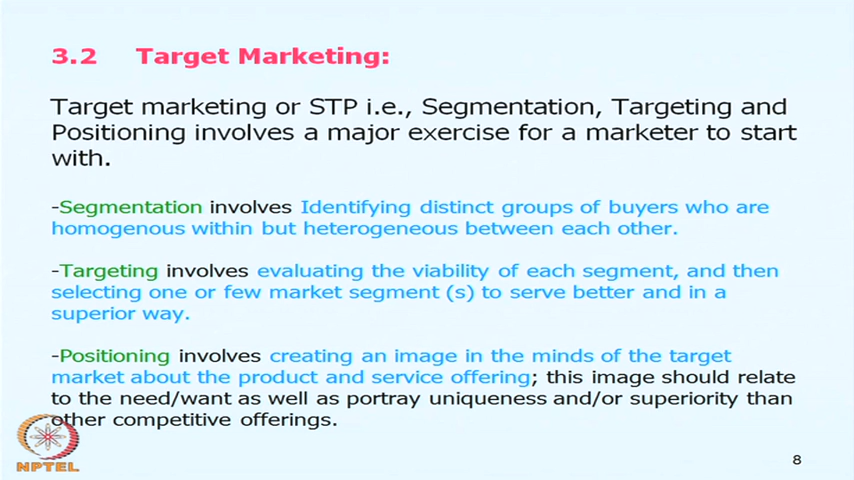 3.2 Target Marketing:
Target marketing or STP i.e., Segmentation, Targeting and
Positioning involves a major exercise for a marketer to start
with.
-Segmentation involves Identifying distinct groups of buyers who are
homogenous within but heterogeneous between each other.
-Targeting involves evaluating the viability of each segment, and then
selecting one or few market segment (s) to serve better and in a
superior way.
-Positioning involves creating an image in the minds of the target
market about the product and service offering; this image should relate
to the need/want as well as portray uniqueness and/or superiority than
other competitive offerings.
NPTEL
8